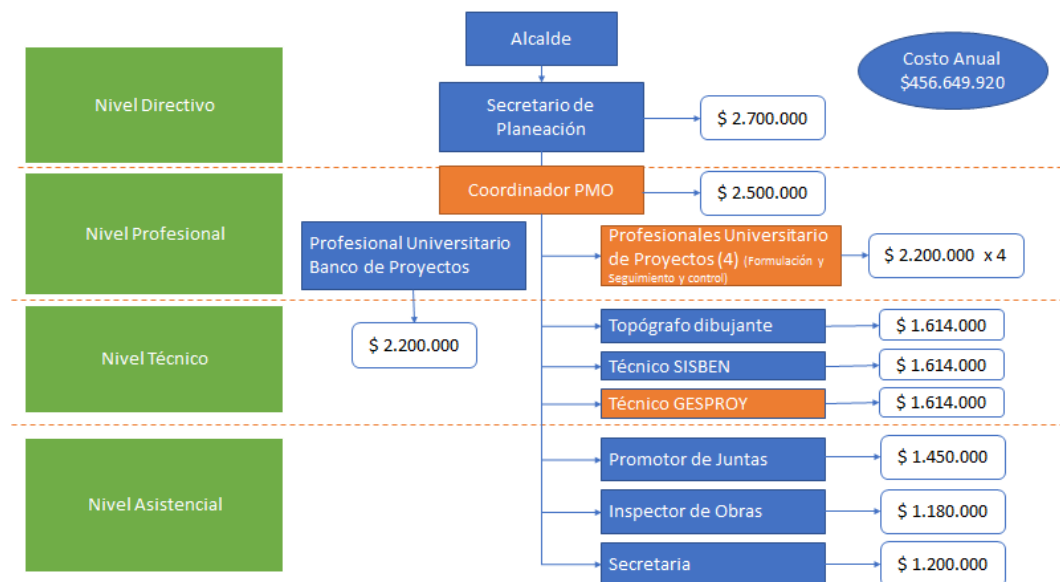 Alcalde
Costo Anual
$456.649.920
Nivel Directivo
Secretario de
Planeación
$ 2.700.000
Coordinador PMO
$ 2.500.000
Nivel Profesional
Profesional Universitario
Banco de Proyectos
Profesionales Universitario
de Proyectos (4) (Formulación y
Seguimiento y control)
$ 2.200.000 x 4
Nivel Técnico
$ 2.200.000
Topógrafo dibujante
$ 1.614.000
Técnico SISBEN
$ 1.614.000
Técnico GESPROY
$ 1.614.000
Nivel Asistencial
Promotor de Juntas
$ 1.450.000
Inspector de Obras
$ 1.180.000
Secretaria
$ 1.200.000